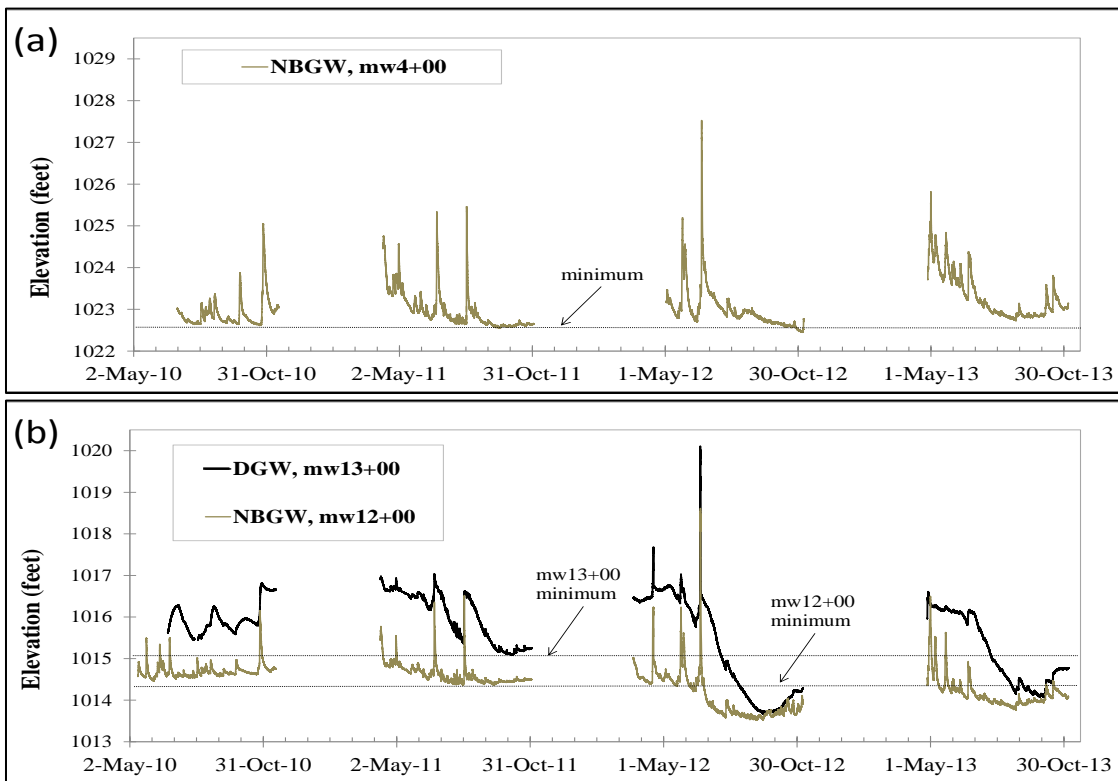 (a)
NBGW, mw4+00
1029
1028
1027
1026
1025
1024
1023
1022
Elevation (feet)
minimum
2-May-10
31-Oct-10
2-May-11
31-Oct-11
1-May-12
30-Oct-12
1-May-13
30-Oct-13
(b)
DGW, mw13+00
NBGW, mw12+00
1020
1019
1018
1017
1016
1015
1014
1013
Elevation (feet)
mw13+00
minimum
mw12+00
minimum
2-May-10
31-Oct-10
2-May-11
31-Oct-11
1-May-12
30-Oct-12
1-May-13
30-Oct-13